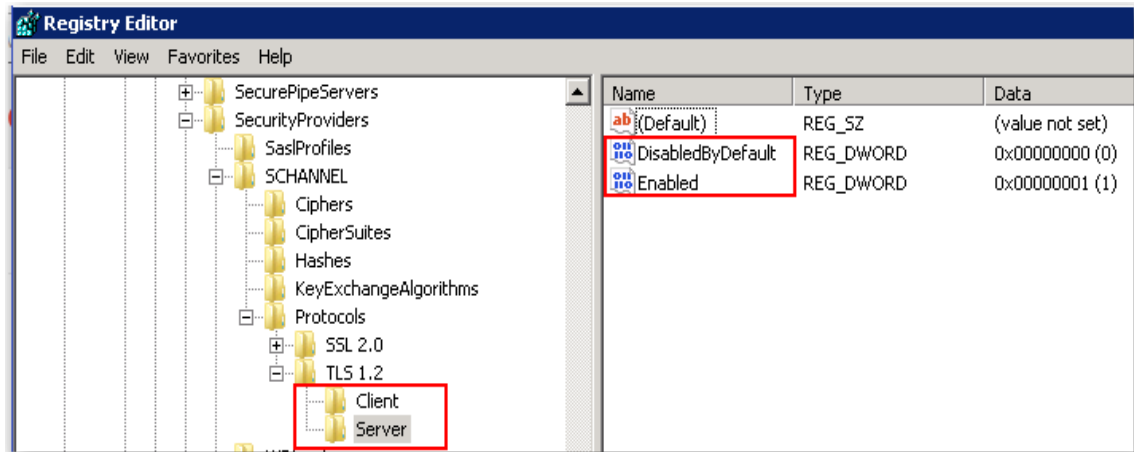 Registry Editor
File Edit View Favorites Help
SecurePipeServers
SecurityProviders
SaslProfiles
SCHANNEL
Ciphers
CipherSuites
Hashes
KeyExchangeAlgorithms
Protocols
SSL 2.0
TLS 1.2
Client
Server
Name Type Data
(Default) REG_SZ (value not set)
DisabledByDefault REG_DWORD 0x00000000 (0)
Enabled REG_DWORD 0x00000001 (1)